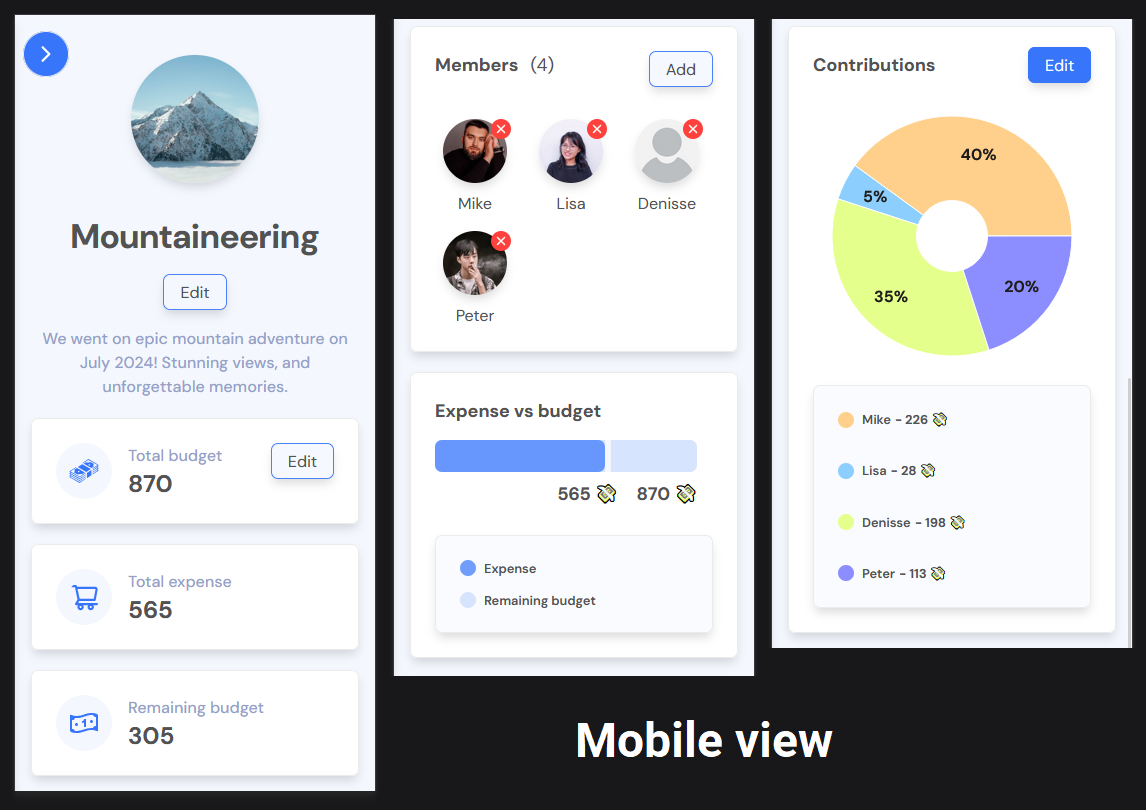 Mountaineering
Edit
We went on epic mountain adventure on
July 2024! Stunning views, and
unforgettable memories.
Total budget
870
Edit
Total expense
565
Remaining budget
305
Members (4)
Add
Mike
Lisa
Denisse
Peter
Expense vs budget
565 💸 870 💸
Expense
Remaining budget
Contributions
Edit
40%
5%
35%
20%
Mike - 226 💸
Lisa - 28 💸
Denisse - 198 💸
Peter - 113 💸
Mobile view